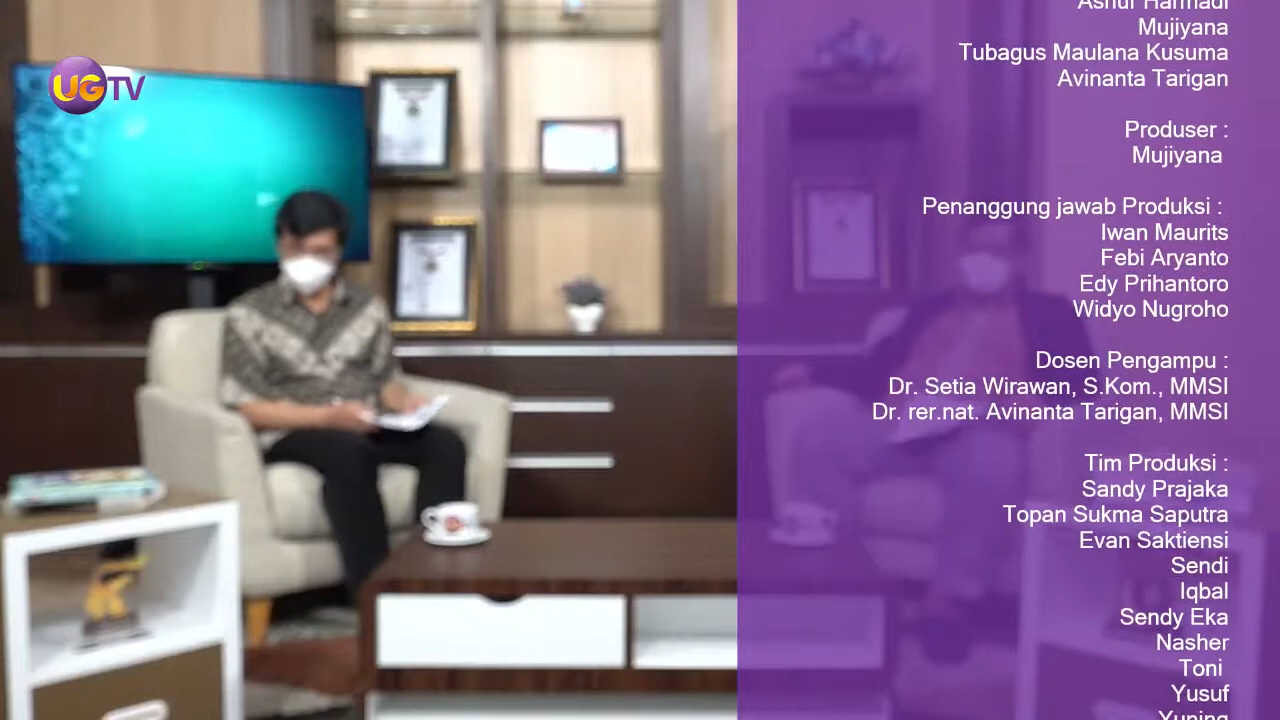 UGTV
Ashur Harmadi
Mujiyana
Tubagus Maulana Kusuma
Avinanta Tarigan
Produser :
Mujiyana
Penanggung jawab Produksi :
Iwan Maurits
Febi Aryanto
Edy Prihantoro
Widyo Nugroho
Dosen Pengampu :
Dr. Setia Wirawan, S.Kom., MMSI
Dr. rer.nat. Avinanta Tarigan, MMSI
Tim Produksi :
Sandy Prajaka
Topan Sukma Saputra
Evan Saktiensi
Sendi
Iqbal
Sendy Eka
Nasher
Toni
Yusuf